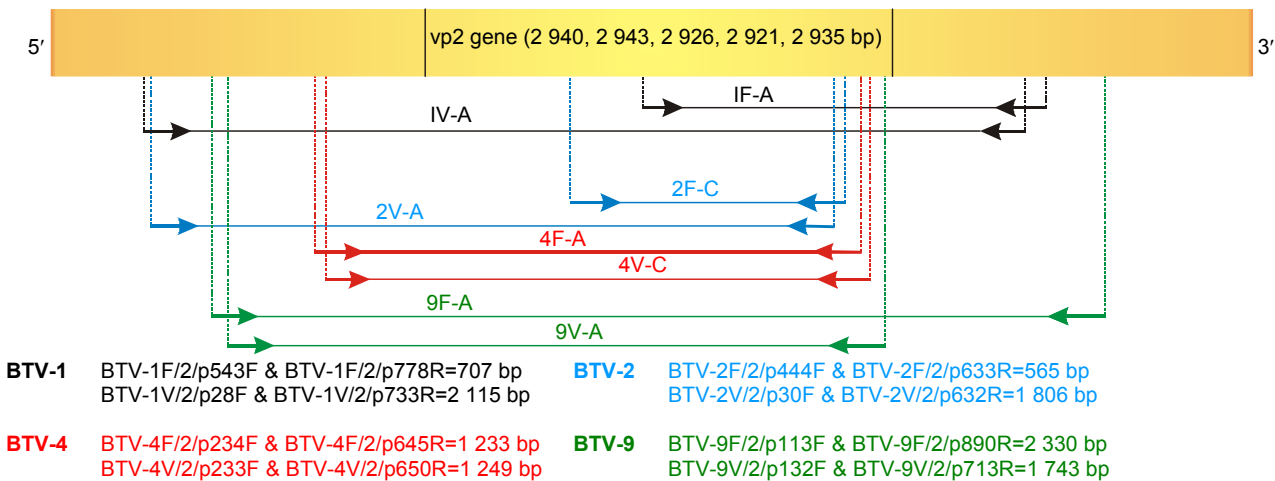 5′
vp2 gene (2 940, 2 943, 2 926, 2 921, 2 935 bp)
3′
IF-A
IV-A
2F-C
2V-A
4F-A
4V-C
9F-A
9V-A
BTV-1 BTV-1F/2/p543F & BTV-1F/2/p778R=707 bp
BTV-1V/2/p28F & BTV-1V/2/p733R=2 115 bp
BTV-2 BTV-2F/2/p444F & BTV-2F/2/p633R=565 bp
BTV-2V/2/p30F & BTV-2V/2/p632R=1 806 bp
BTV-4 BTV-4F/2/p234F & BTV-4F/2/p645R=1 233 bp
BTV-4V/2/p233F & BTV-4V/2/p650R=1 249 bp
BTV-9 BTV-9F/2/p113F & BTV-9F/2/p890R=2 330 bp
BTV-9V/2/p132F & BTV-9V/2/p713R=1 743 bp